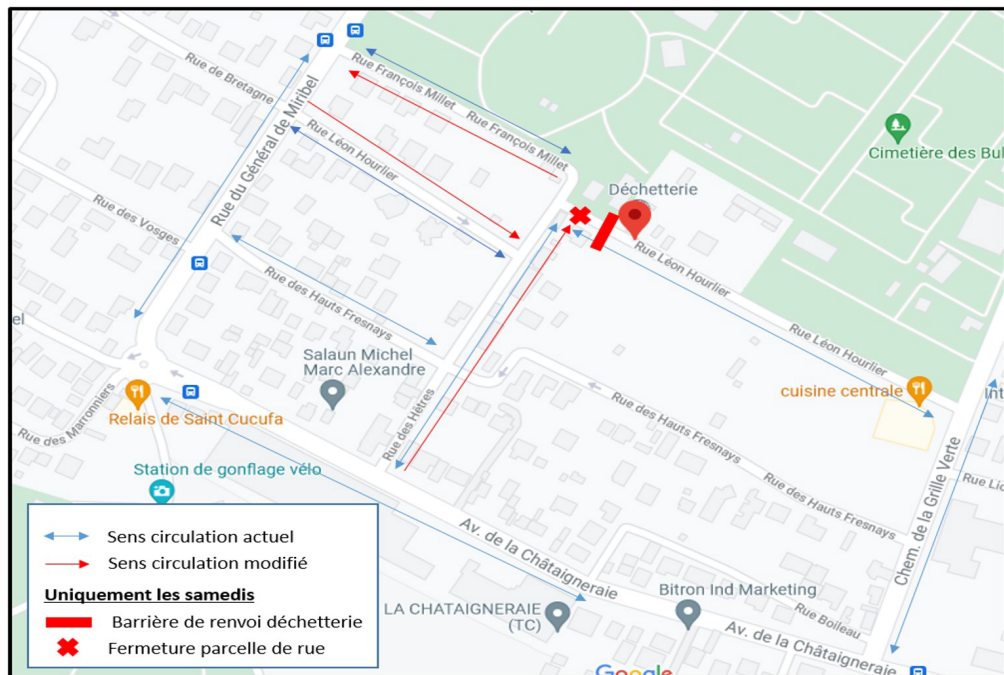 Rue François Millet
Rue François Millet
Rue de Bretagne
Rue Léon Hourlier
Rue du Général de Miribel
Cimetière des Bul
Déchetterie
Rue des Vosges
Rue Léon Hourlier
Rue des Hauts Fresnays
Rue Léon Hourlier
el
Salaun Michel
Marc Alexandre
cuisine centrale
Int
Relais de Saint Cucufa
Rue des Marronniers
Rue des Hêtres
Rue des Hauts Fresnays
Station de gonflage vélo
Rue Lio
Rue des Hauts Fresnays
Chem. de la Grille Verte
Av. de la Châtaigneraie
Bitron Ind Marketing
LA CHATAIGNERAIE
(TC)
Rue Boileau
Av. de la Châtaigneraie
Google
Sens circulation actuel
Sens circulation modifié
Uniquement les samedis
Barrière de renvoi déchetterie
Fermeture parcelle de rue